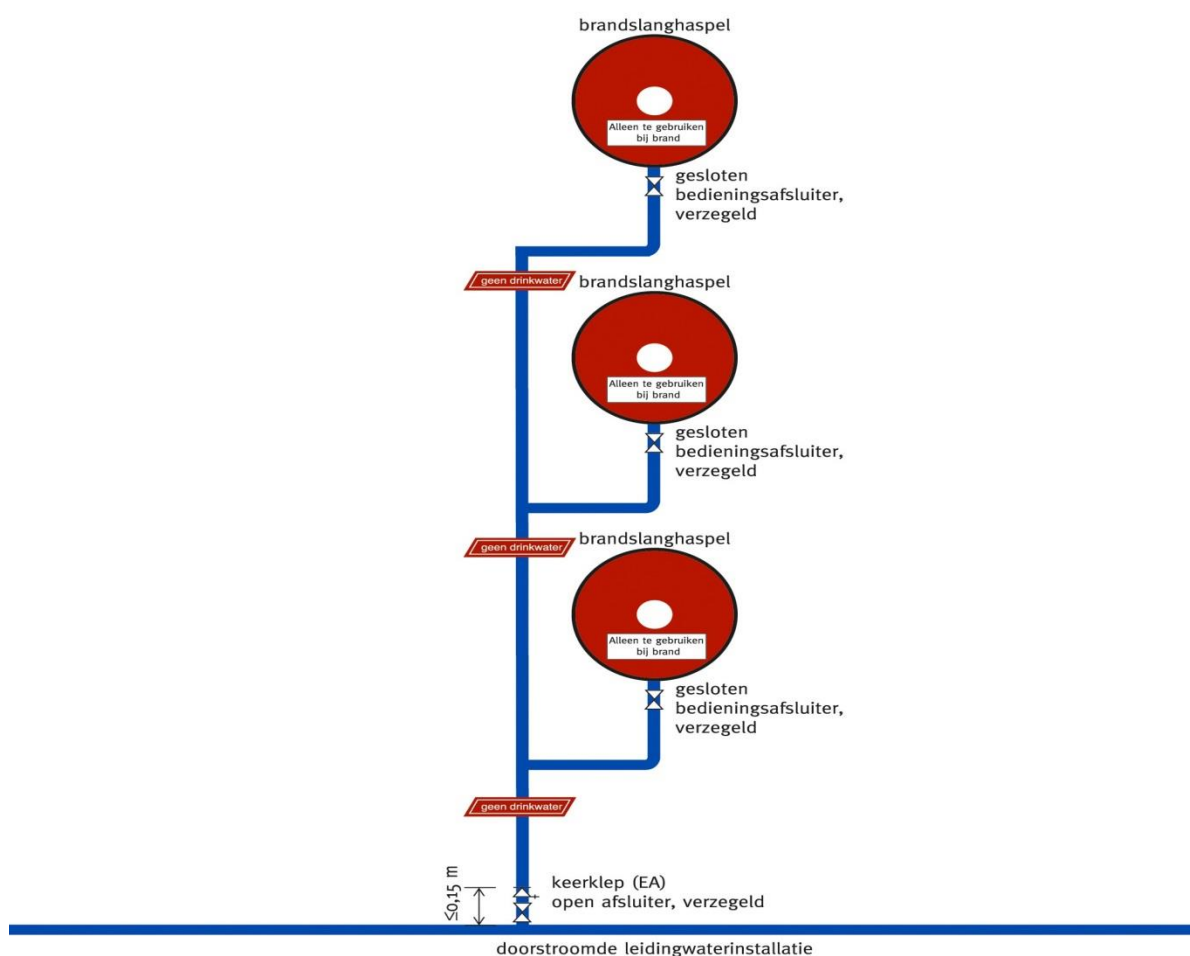 brandslanghaspel
Alleen te gebruiken
bij brand
gesloten
bedieningsafsluiter,
verzegeld
geen drinkwater
brandslanghaspel
Alleen te gebruiken
bij brand
gesloten
bedieningsafsluiter,
verzegeld
geen drinkwater
brandslanghaspel
Alleen te gebruiken
bij brand
gesloten
bedieningsafsluiter,
verzegeld
geen drinkwater
≤0,15 m
keerklep (EA)
open afsluiter, verzegeld
doorstroomde leidingwaterinstallatie